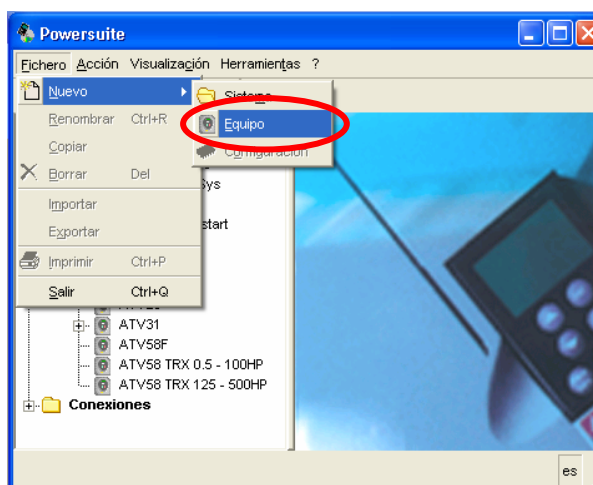 Powersuite
Fichero Acción Visualización Herramientas ?
Nuevo
Sistema
Renombrar Ctrl+R
Equipo
Copiar
Configuración
Borrar Del
Sys
Importar
Exportar
start
Imprimir Ctrl+P
Salir Ctrl+Q
ATV31
ATV58F
ATV58 TRX 0.5 - 100HP
ATV58 TRX 125 - 500HP
Conexiones
es